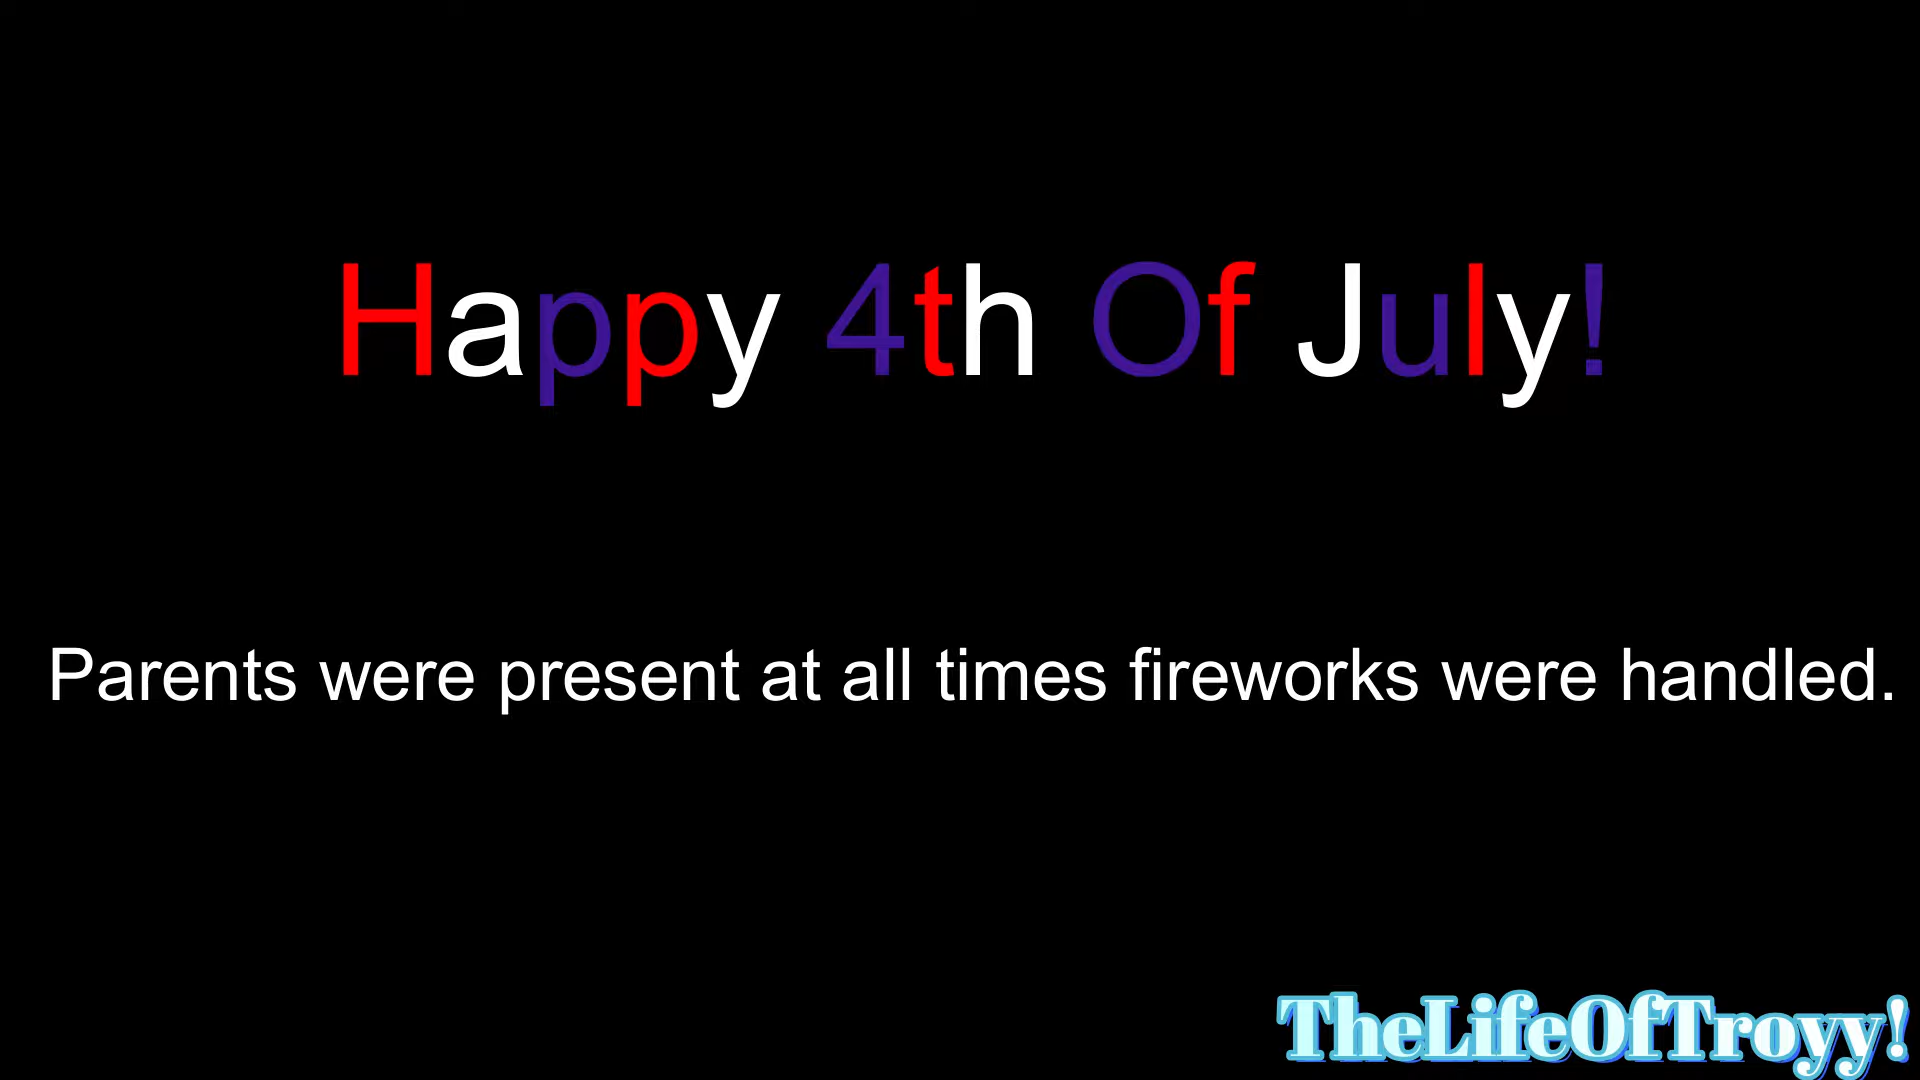 Happy 4th Of July!
Parents were present at all times fireworks were handled.
TheLifeOfTroyy!